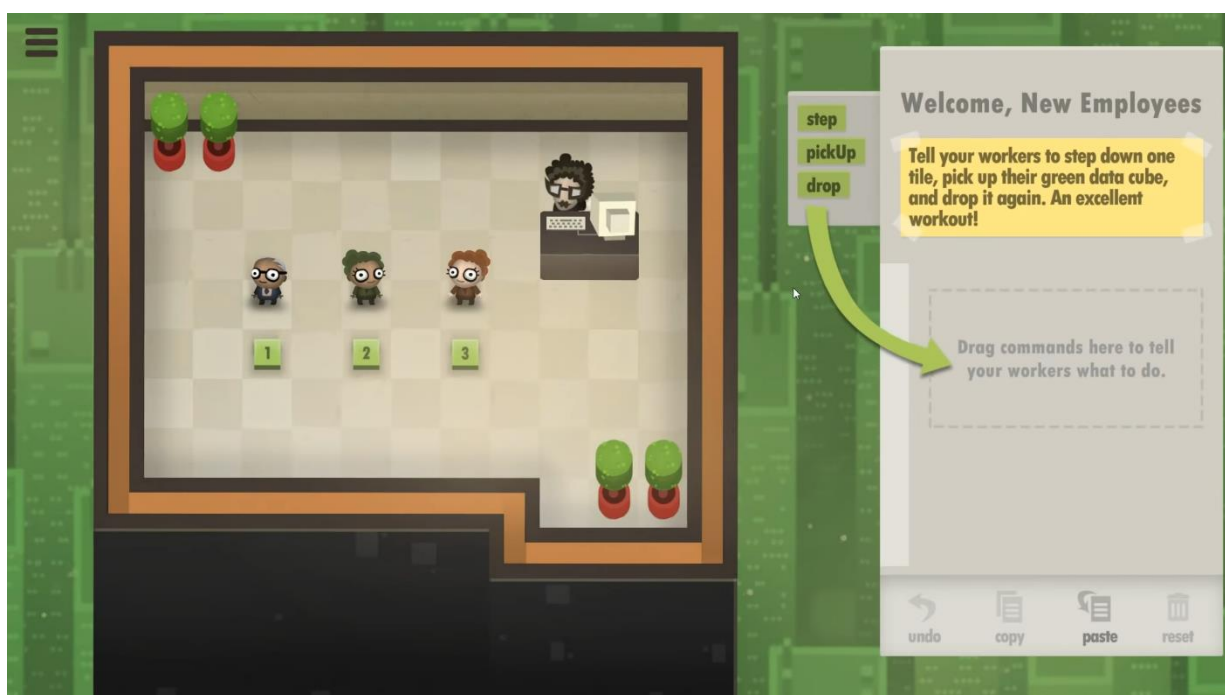 step
pickUp
drop
Welcome, New Employees
Tell your workers to step down one
tile, pick up their green data cube,
and drop it again. An excellent
workout!
1
2
3
Drag commands here to tell
your workers what to do.
undo
copy
paste
reset